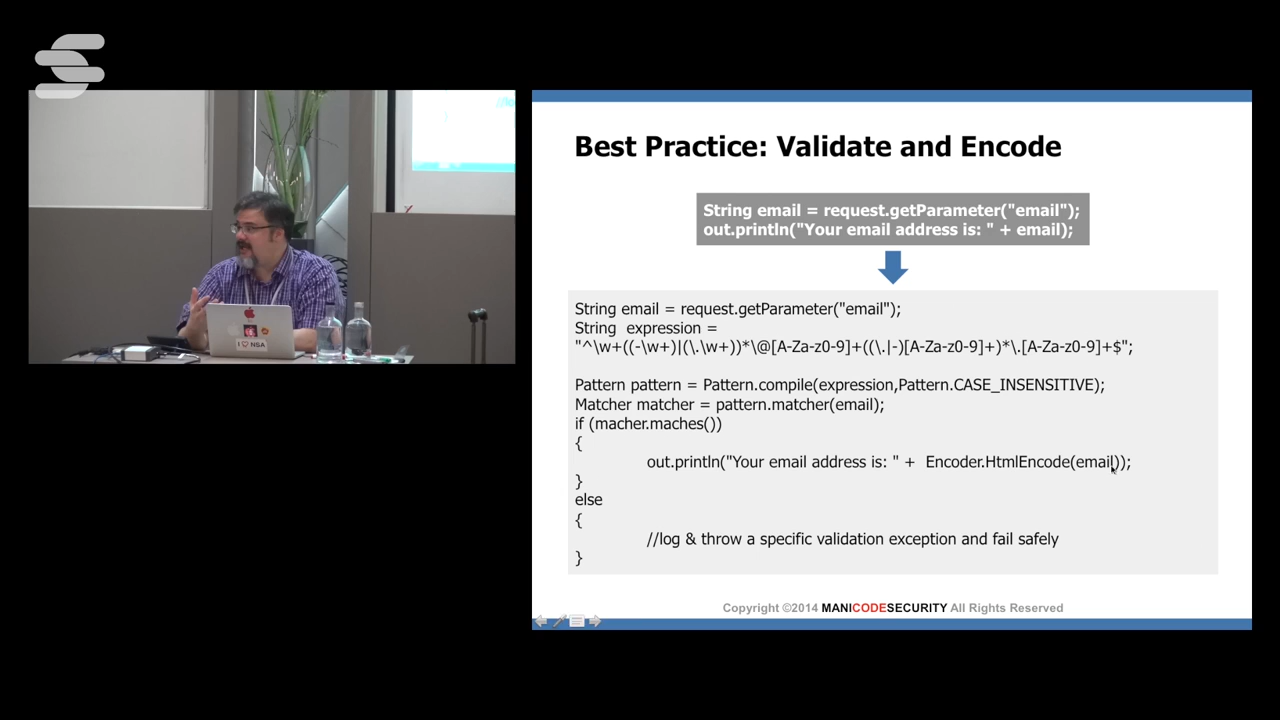 Best Practice: Validate and Encode
String email = request.getParameter("email");
out.println("Your email address is: " + email);
String email = request.getParameter("email");
String expression =
"^\w+((-\w+)|(\.\w+))*\@[A-Za-z0-9]+((\.|-)[A-Za-z0-9]+)*\.[A-Za-z0-9]+$";
Pattern pattern = Pattern.compile(expression,Pattern.CASE_INSENSITIVE);
Matcher matcher = pattern.matcher(email);
if (macher.maches())
{
out.println("Your email address is: " + Encoder.HtmlEncode(email));
}
else
{
//log & throw a specific validation exception and fail safely
}
Copyright ©2014 MANICODESECURITY All Rights Reserved
I ♡ NSA